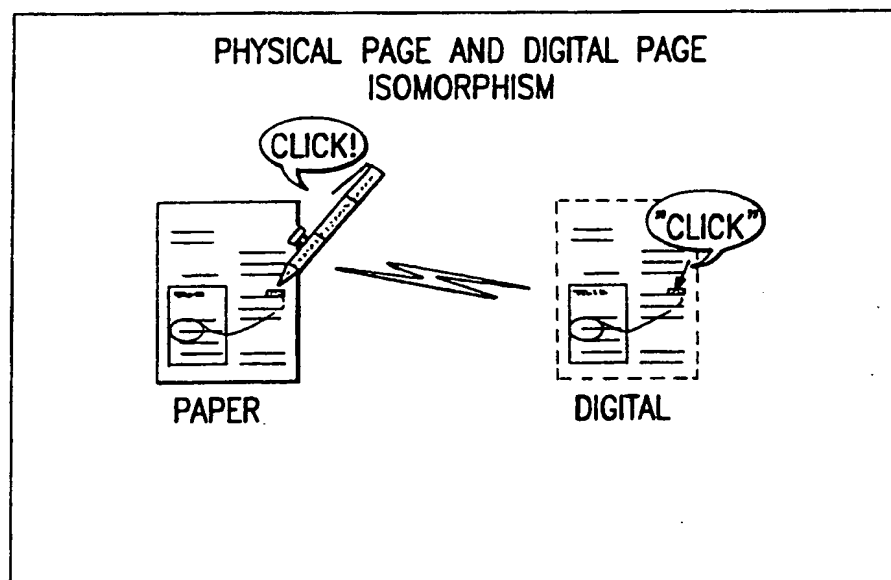 PHYSICAL PAGE AND DIGITAL PAGE
ISOMORPHISM
CLICK!
"CLICK"
PAPER
DIGITAL